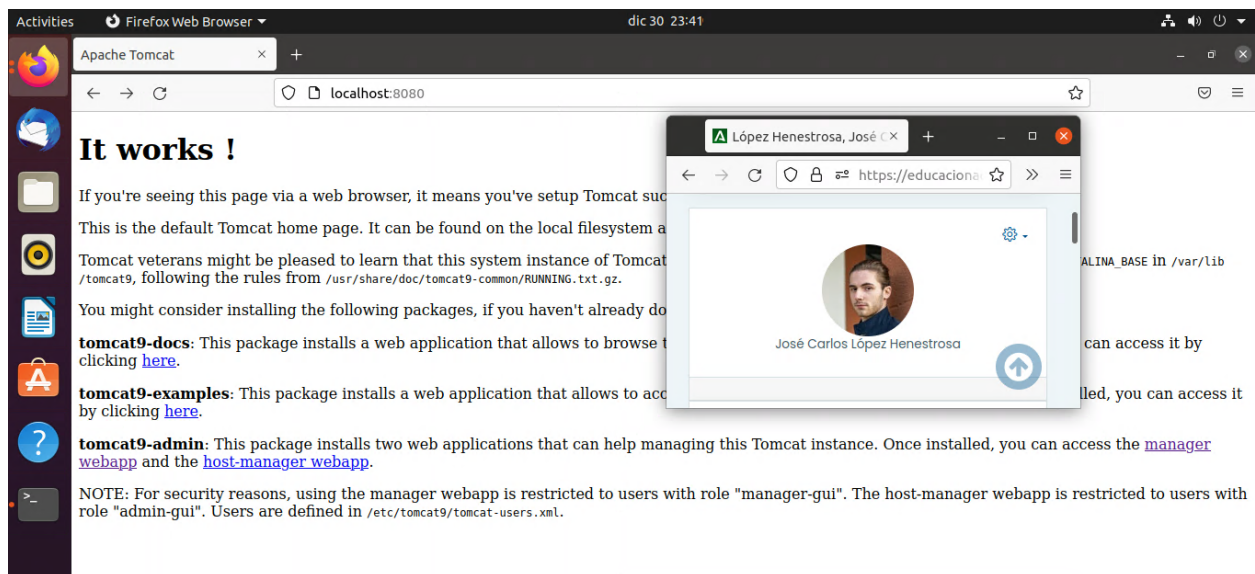 Activities
Firefox Web Browser
dic 30 23:41
Apache Tomcat
localhost:8080
It works !
If you're seeing this page via a web browser, it means you've setup Tomcat suc
This is the default Tomcat home page. It can be found on the local filesystem a
Tomcat veterans might be pleased to learn that this system instance of Tomcat
ALINA_BASE in /var/lib
/tomcat9, following the rules from /usr/share/doc/tomcat9-common/RUNNING.txt.gz.
You might consider installing the following packages, if you haven't already do
tomcat9-docs: This package installs a web application that allows to browse t
can access it by
clicking here.
tomcat9-examples: This package installs a web application that allows to acc
lled, you can access it
by clicking here.
tomcat9-admin: This package installs two web applications that can help managing this Tomcat instance. Once installed, you can access the manager
webapp and the host-manager webapp.
NOTE: For security reasons, using the manager webapp is restricted to users with role "manager-gui". The host-manager webapp is restricted to users with
role "admin-gui". Users are defined in /etc/tomcat9/tomcat-users.xml.
López Henestrosa, José C
https://educaciona
José Carlos López Henestrosa